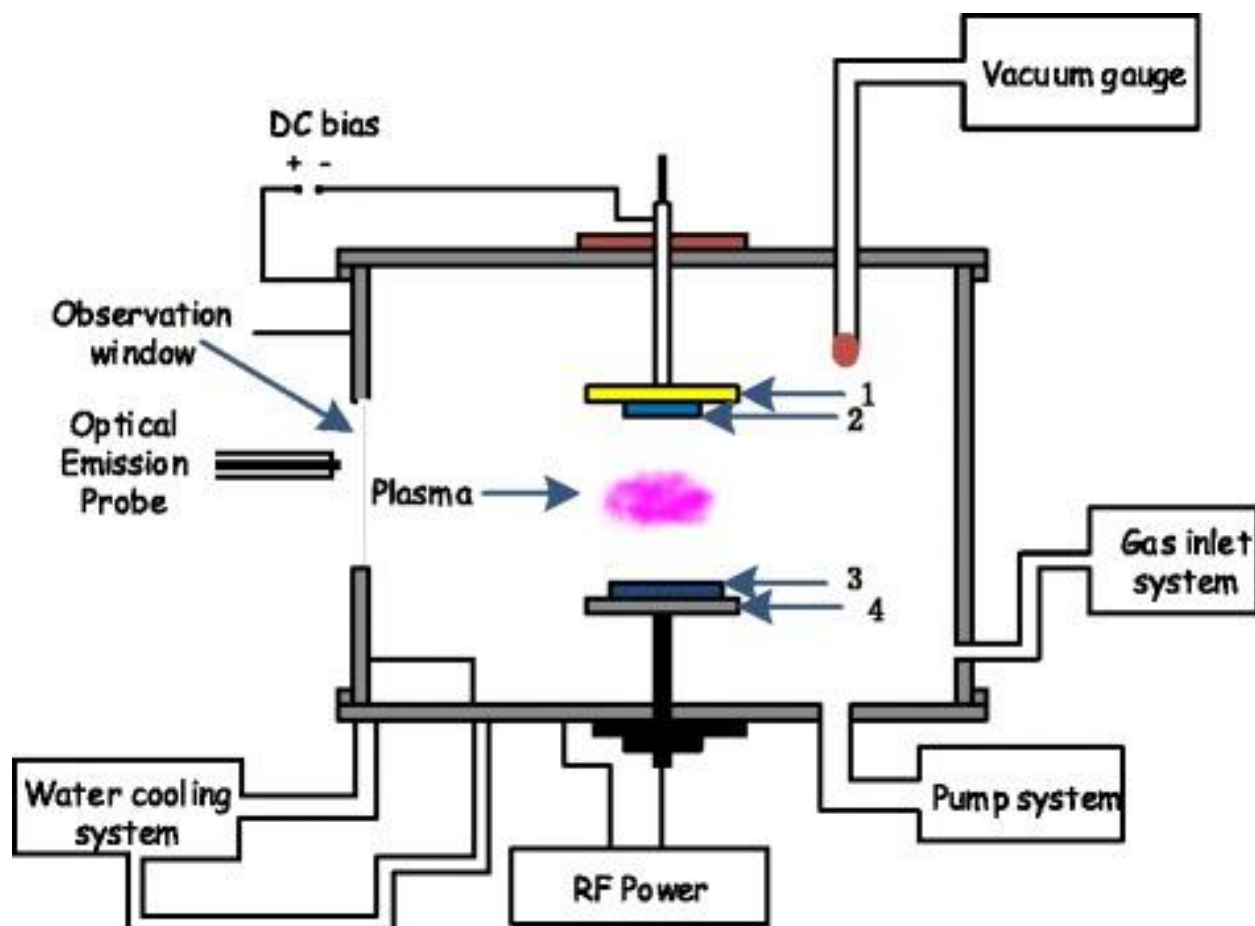 Vacuum gauge
DC bias
+ -
Observation
window
1
2
Optical
Emission
Probe
Plasma
Gas inlet
system
3
4
Water cooling
system
Pump system
RF Power